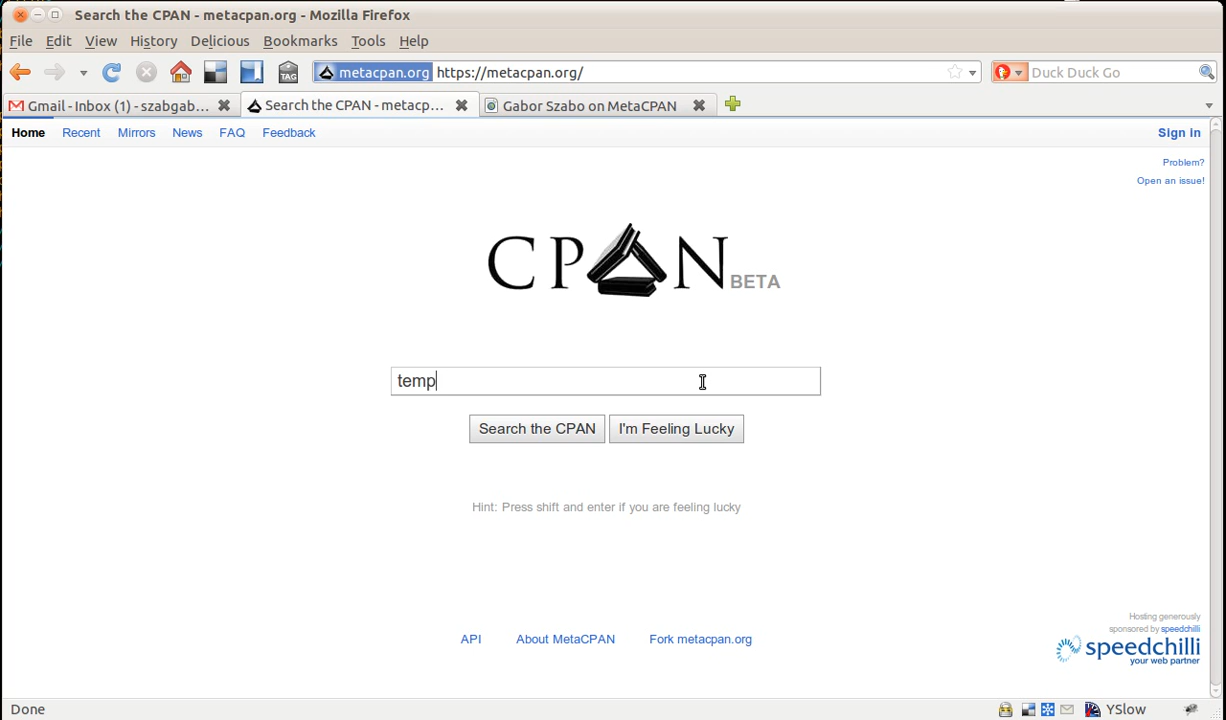 Search the CPAN - metacpan.org - Mozilla Firefox
File Edit View History Delicious Bookmarks Tools Help
TAG metacpan.org https://metacpan.org/ Duck Duck Go
Gmail - Inbox (1) - szabgab... Search the CPAN - metacp... Gabor Szabo on MetaCPAN
Home Recent Mirrors News FAQ Feedback Sign in
Problem?
Open an issue!
CPAN BETA
temp
Search the CPAN I'm Feeling Lucky
Hint: Press shift and enter if you are feeling lucky
Hosting generously
sponsored by speedchilli
API About MetaCPAN Fork metacpan.org
speedchilli
your web partner
Done YSlow